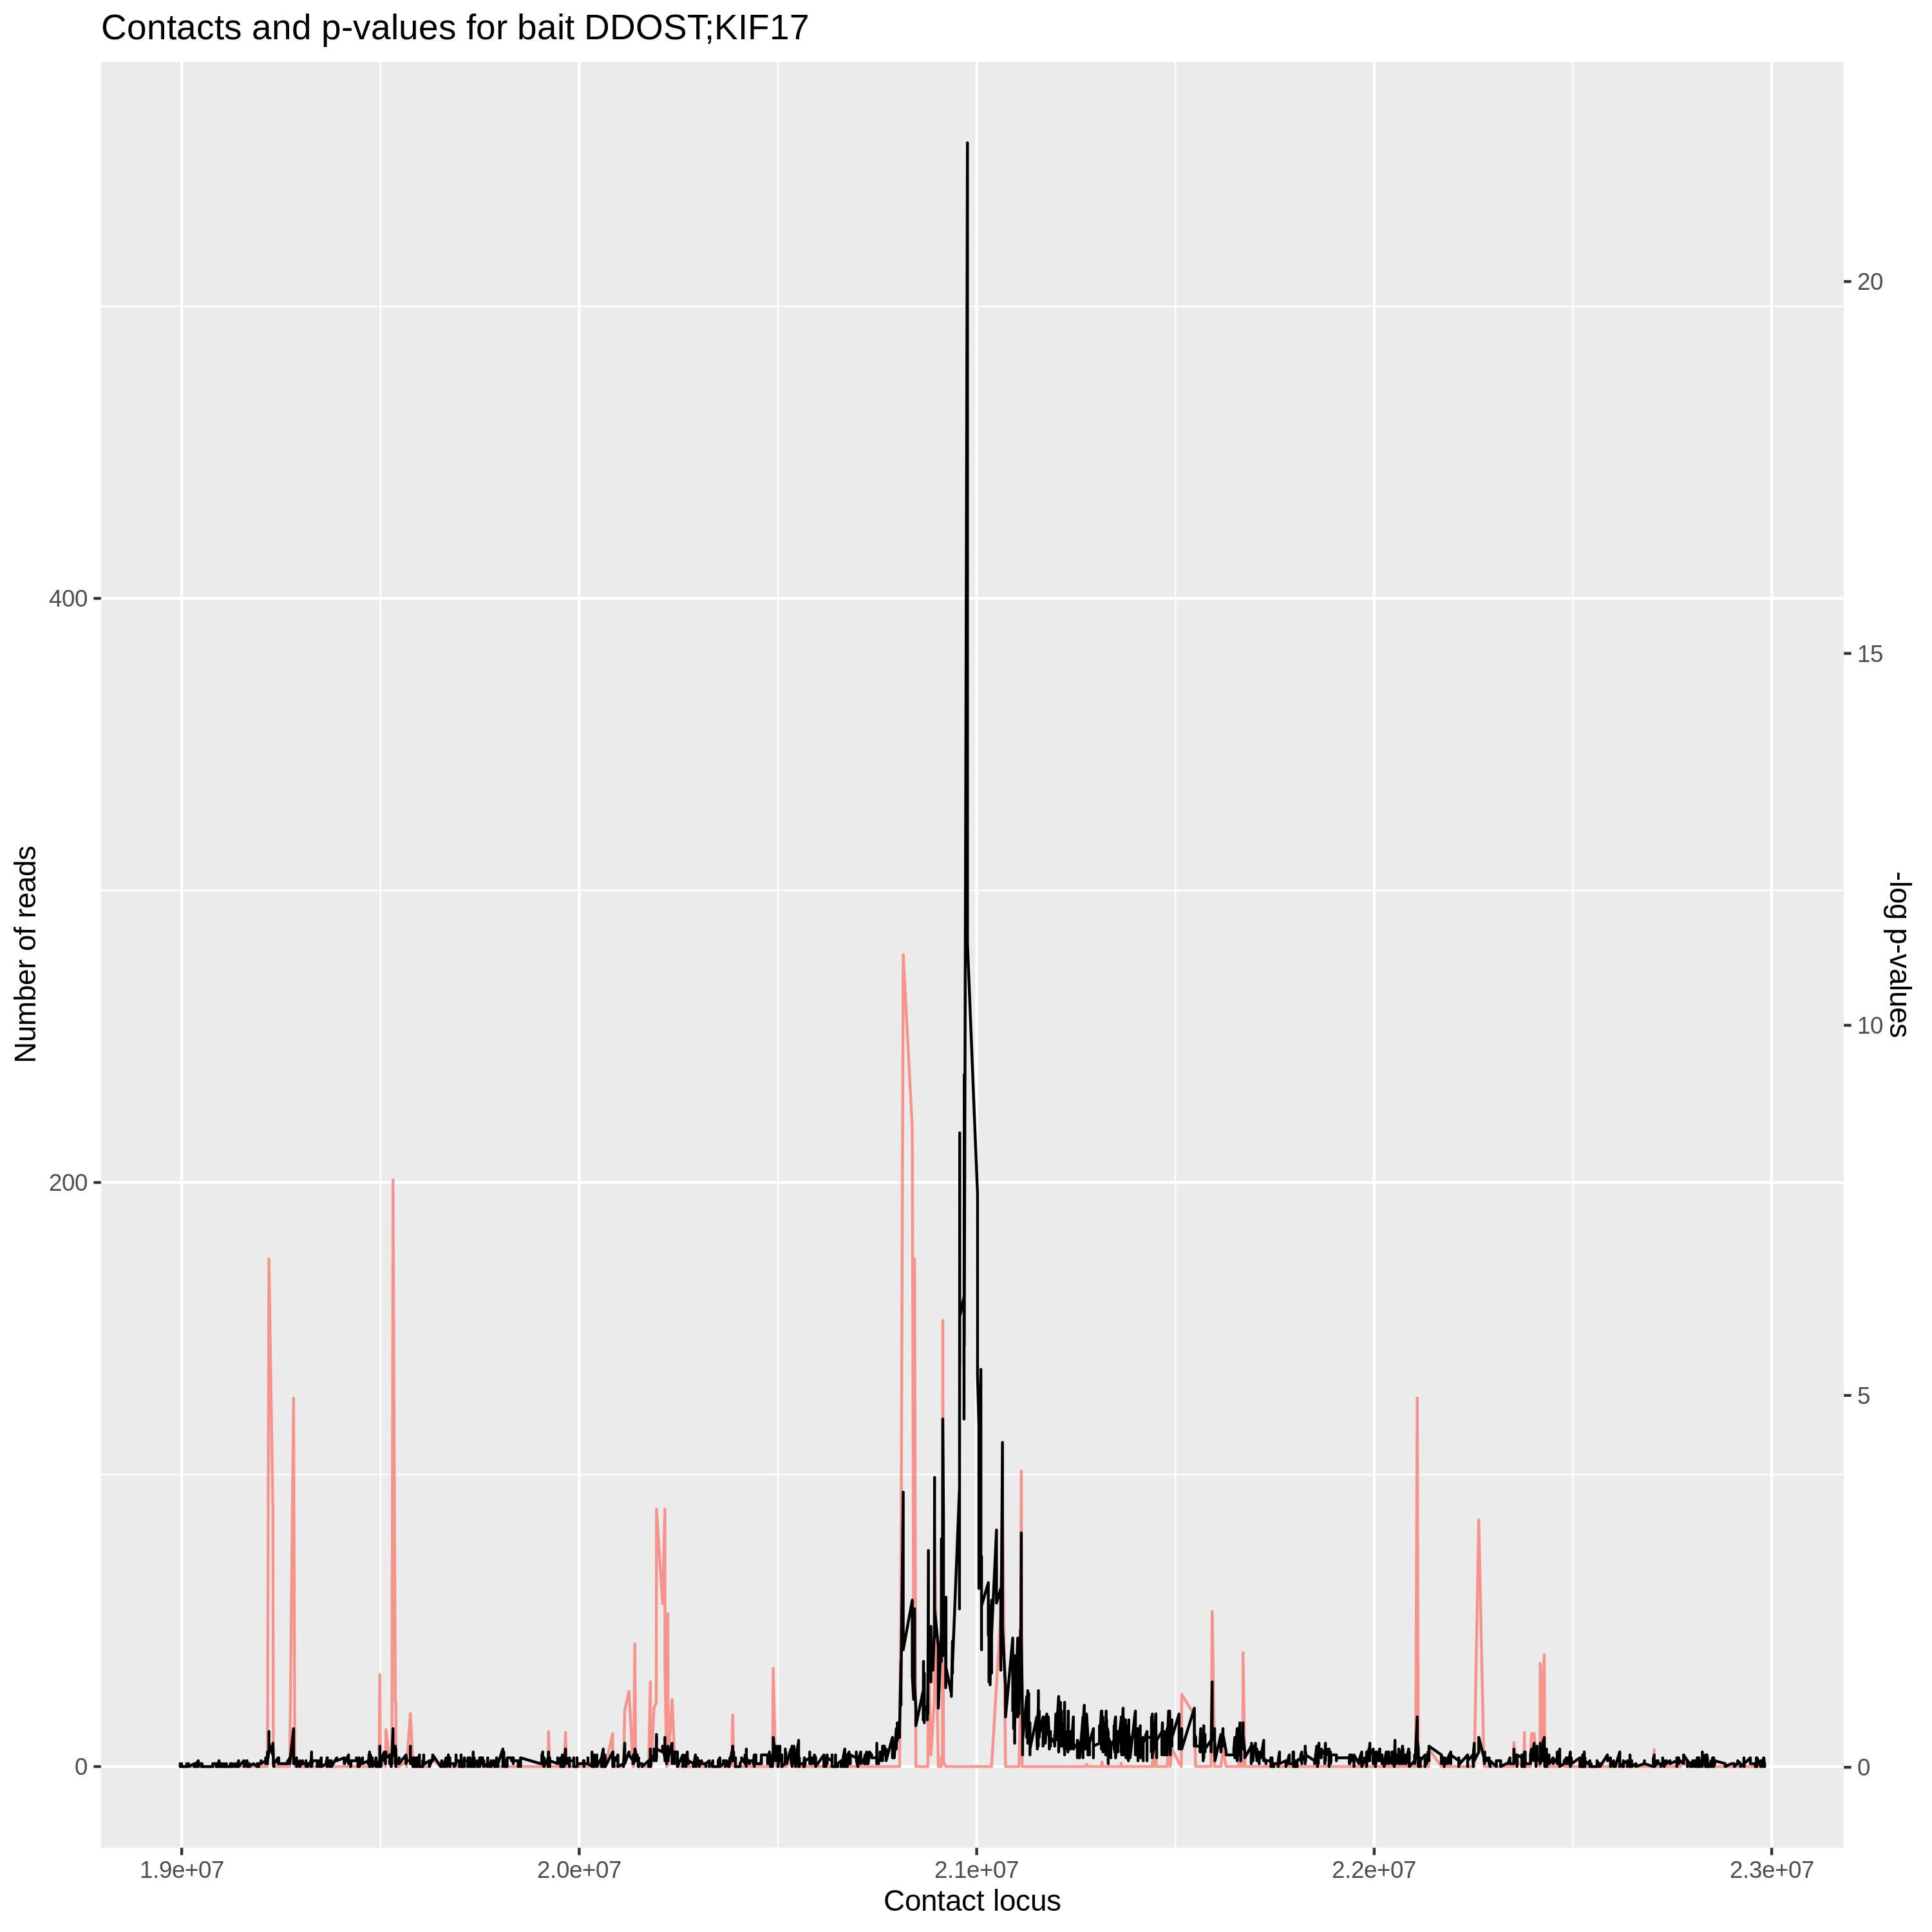 Contacts and p-values for bait DDOST;KIF17
Number of reads
400
200
0
20
15
10
5
0
-log p-values
1.9e+07
2.0e+07
2.1e+07
2.2e+07
2.3e+07
Contact locus